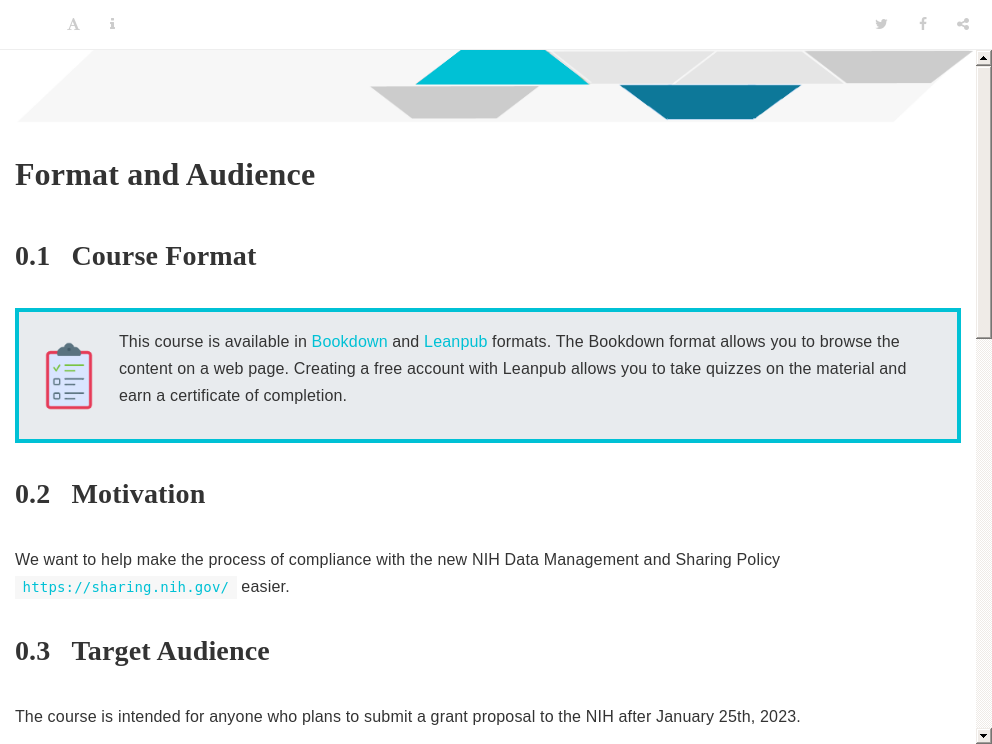 Format and Audience
0.1 Course Format
This course is available in Bookdown and Leanpub formats. The Bookdown format allows you to browse the
content on a web page. Creating a free account with Leanpub allows you to take quizzes on the material and
earn a certificate of completion.
0.2 Motivation
We want to help make the process of compliance with the new NIH Data Management and Sharing Policy
https://sharing.nih.gov/ easier.
0.3 Target Audience
The course is intended for anyone who plans to submit a grant proposal to the NIH after January 25th, 2023.